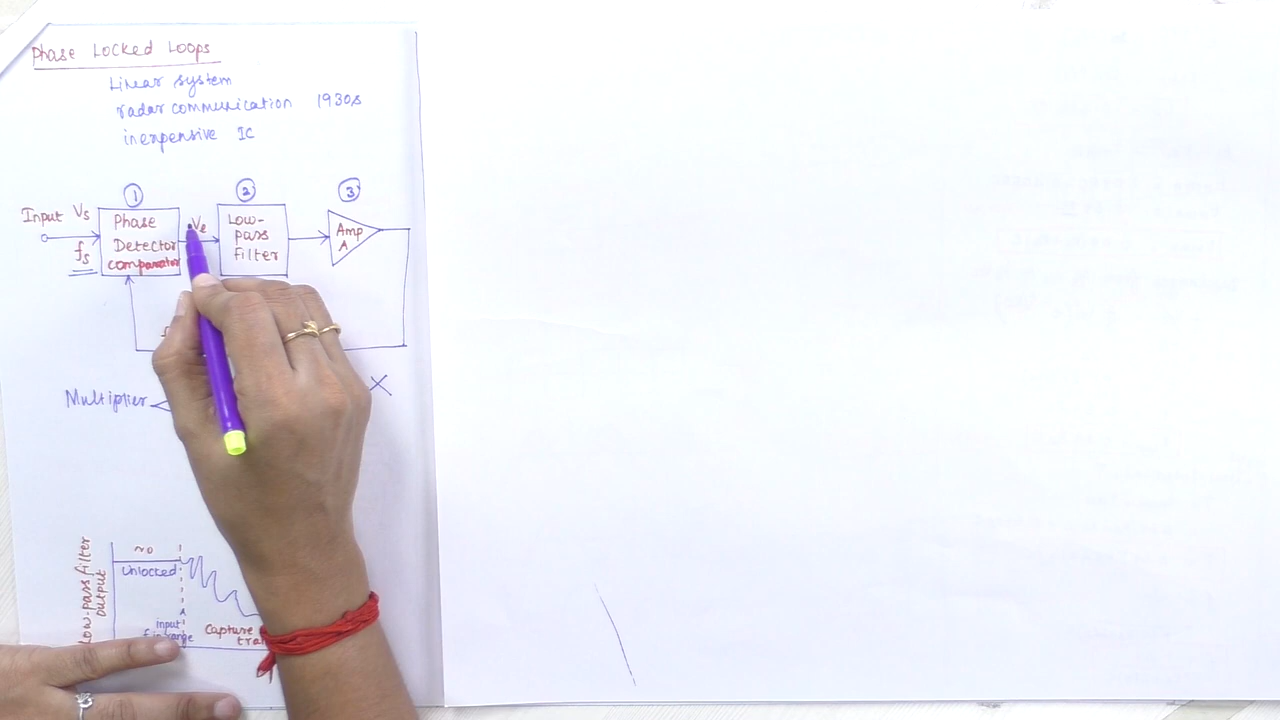 Phase Locked Loops
Linear system
radar communication 1930s
inexpensive IC
1 2 3
Input Vs
fs
Phase
Detector
comparator
Ve
Low-
pass
Filter
Amp
A
Multiplier
X
Low-pass filter
output
~0
Unlocked
input
range
Capture